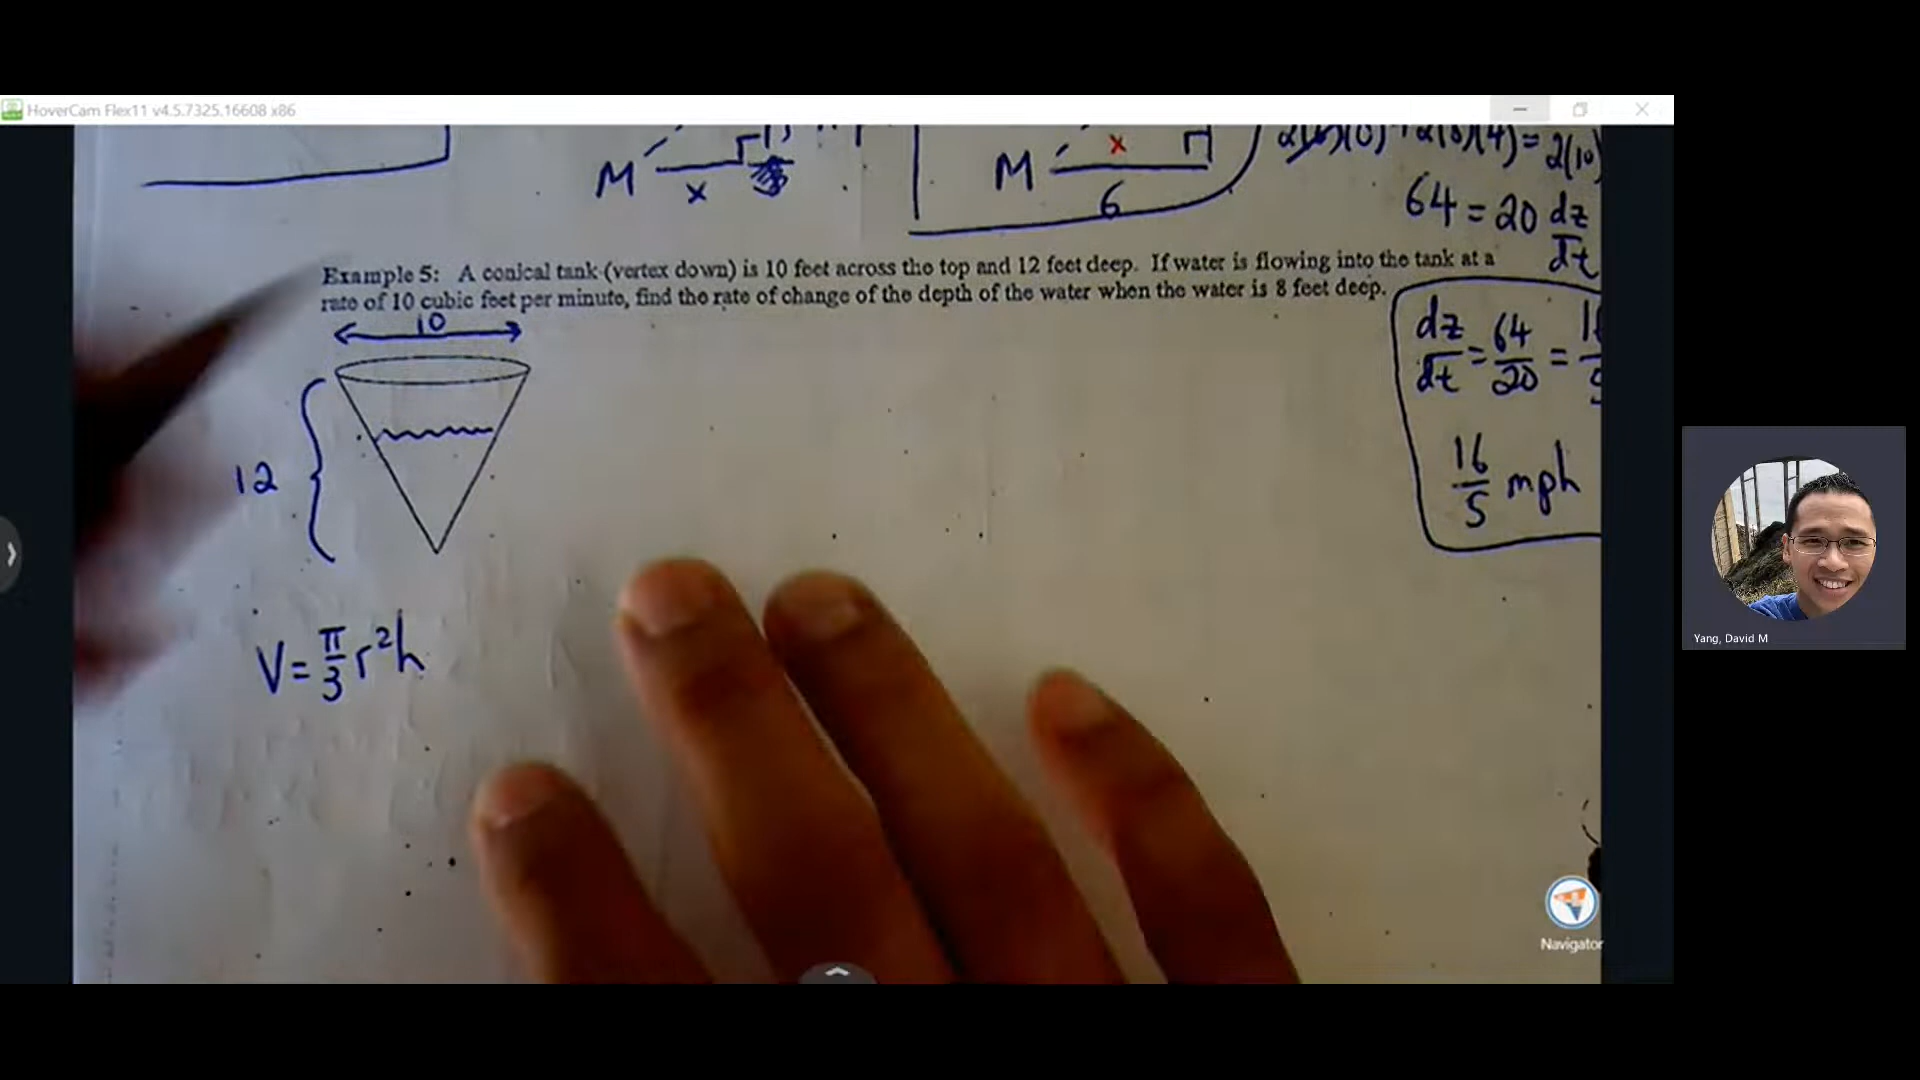 HoverCam Flex11 v4.5.7325.16608 x86
M x
M x 6
64 = 20 dz/dt
Example 5: A conical tank (vertex down) is 10 feet across the top and 12 feet deep. If water is flowing into the tank at a
rate of 10 cubic feet per minute, find the rate of change of the depth of the water when the water is 8 feet deep.
10
dz/dt = 64/20 =
12
16/5 mph
V = π/3 r²h
Yang, David M
Navigator